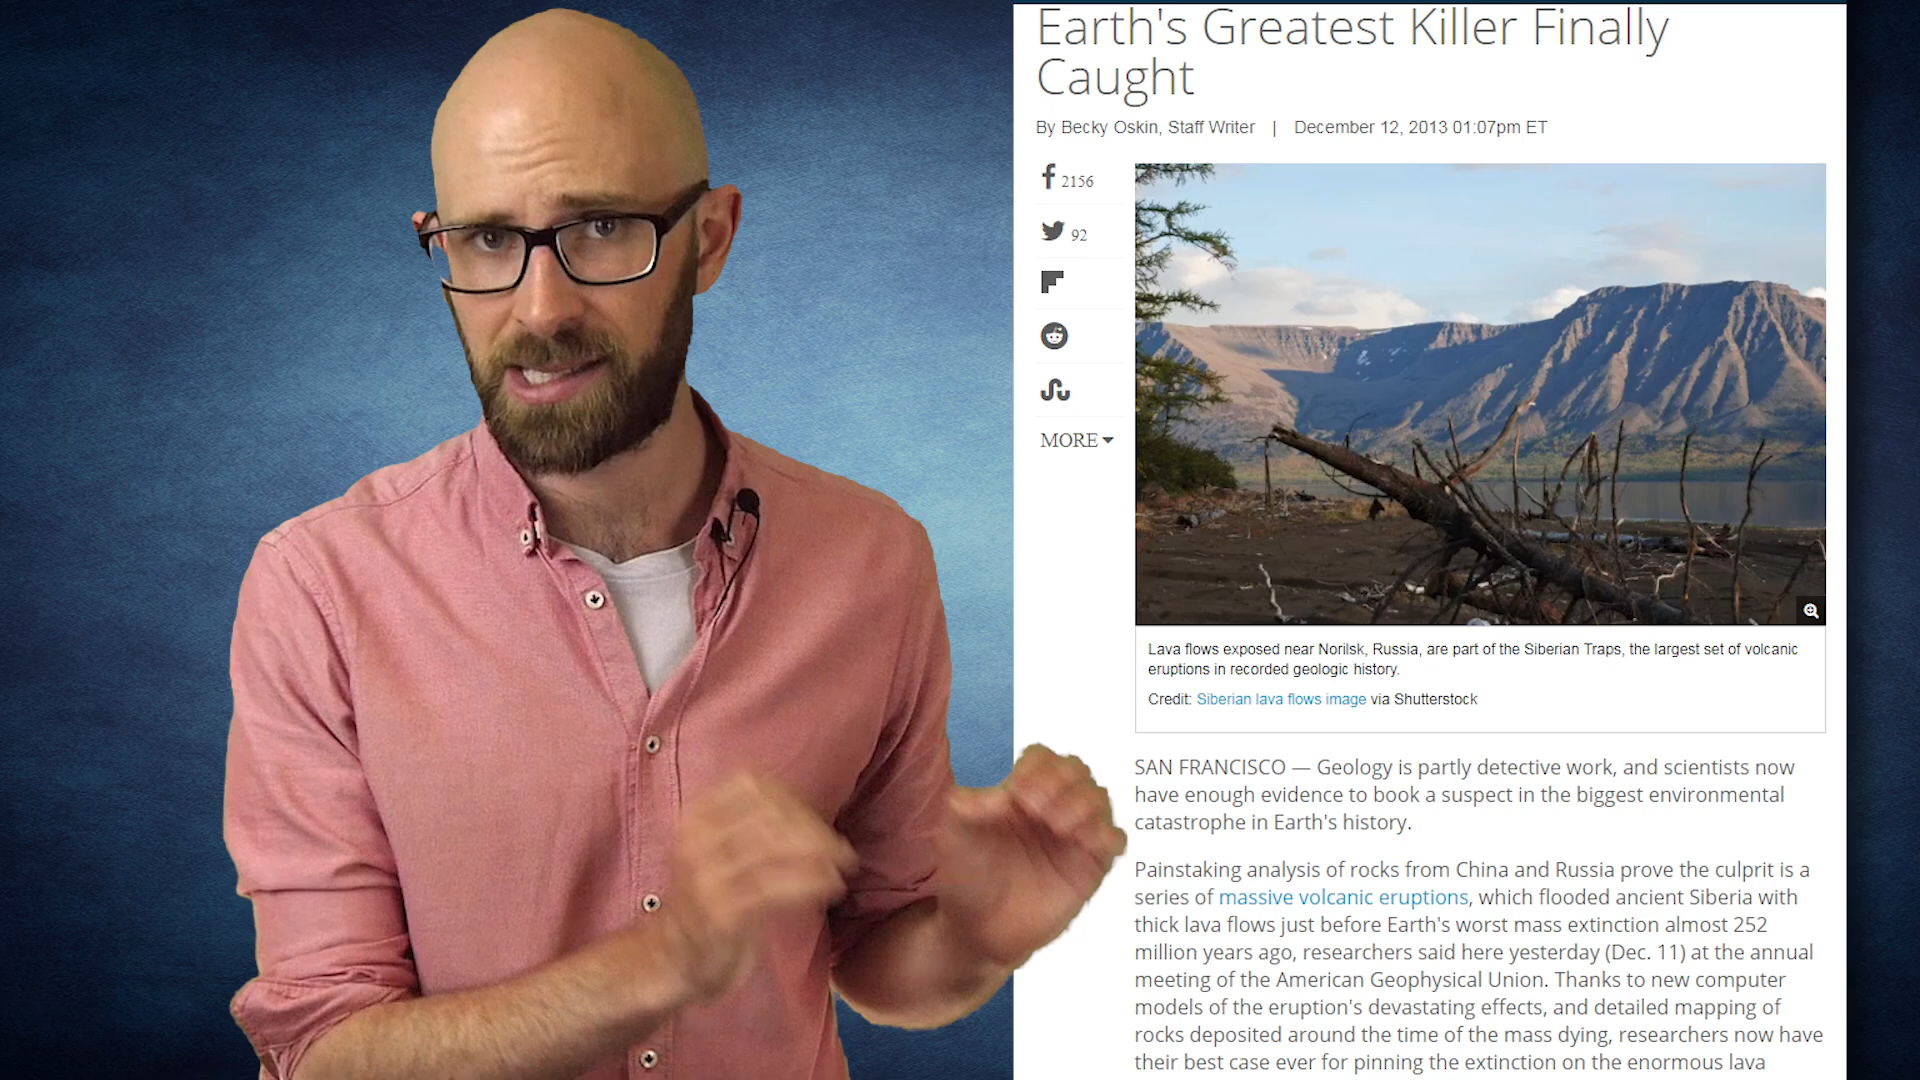 Earth's Greatest Killer Finally
Caught
By Becky Oskin, Staff Writer | December 12, 2013 01:07pm ET
2156
92
MORE
Lava flows exposed near Norilsk, Russia, are part of the Siberian Traps, the largest set of volcanic
eruptions in recorded geologic history.
Credit: Siberian lava flows image via Shutterstock
SAN FRANCISCO — Geology is partly detective work, and scientists now
have enough evidence to book a suspect in the biggest environmental
catastrophe in Earth's history.
Painstaking analysis of rocks from China and Russia prove the culprit is a
series of massive volcanic eruptions, which flooded ancient Siberia with
thick lava flows just before Earth's worst mass extinction almost 252
million years ago, researchers said here yesterday (Dec. 11) at the annual
meeting of the American Geophysical Union. Thanks to new computer
models of the eruption's devastating effects, and detailed mapping of
rocks deposited around the time of the mass dying, researchers now have
their best case ever for pinning the extinction on the enormous lava